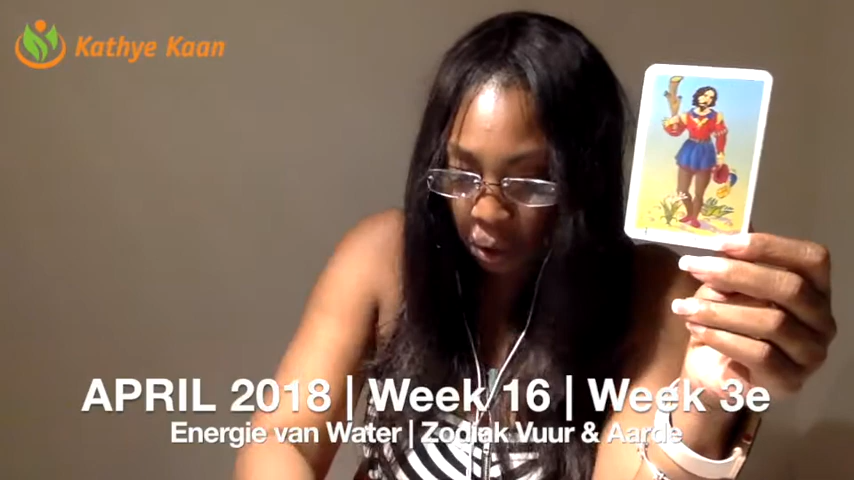 Kathye Kaan
APRIL 2018 | Week 16 | Week 3e
Energie van Water | Zodiak Vuur & Aarde